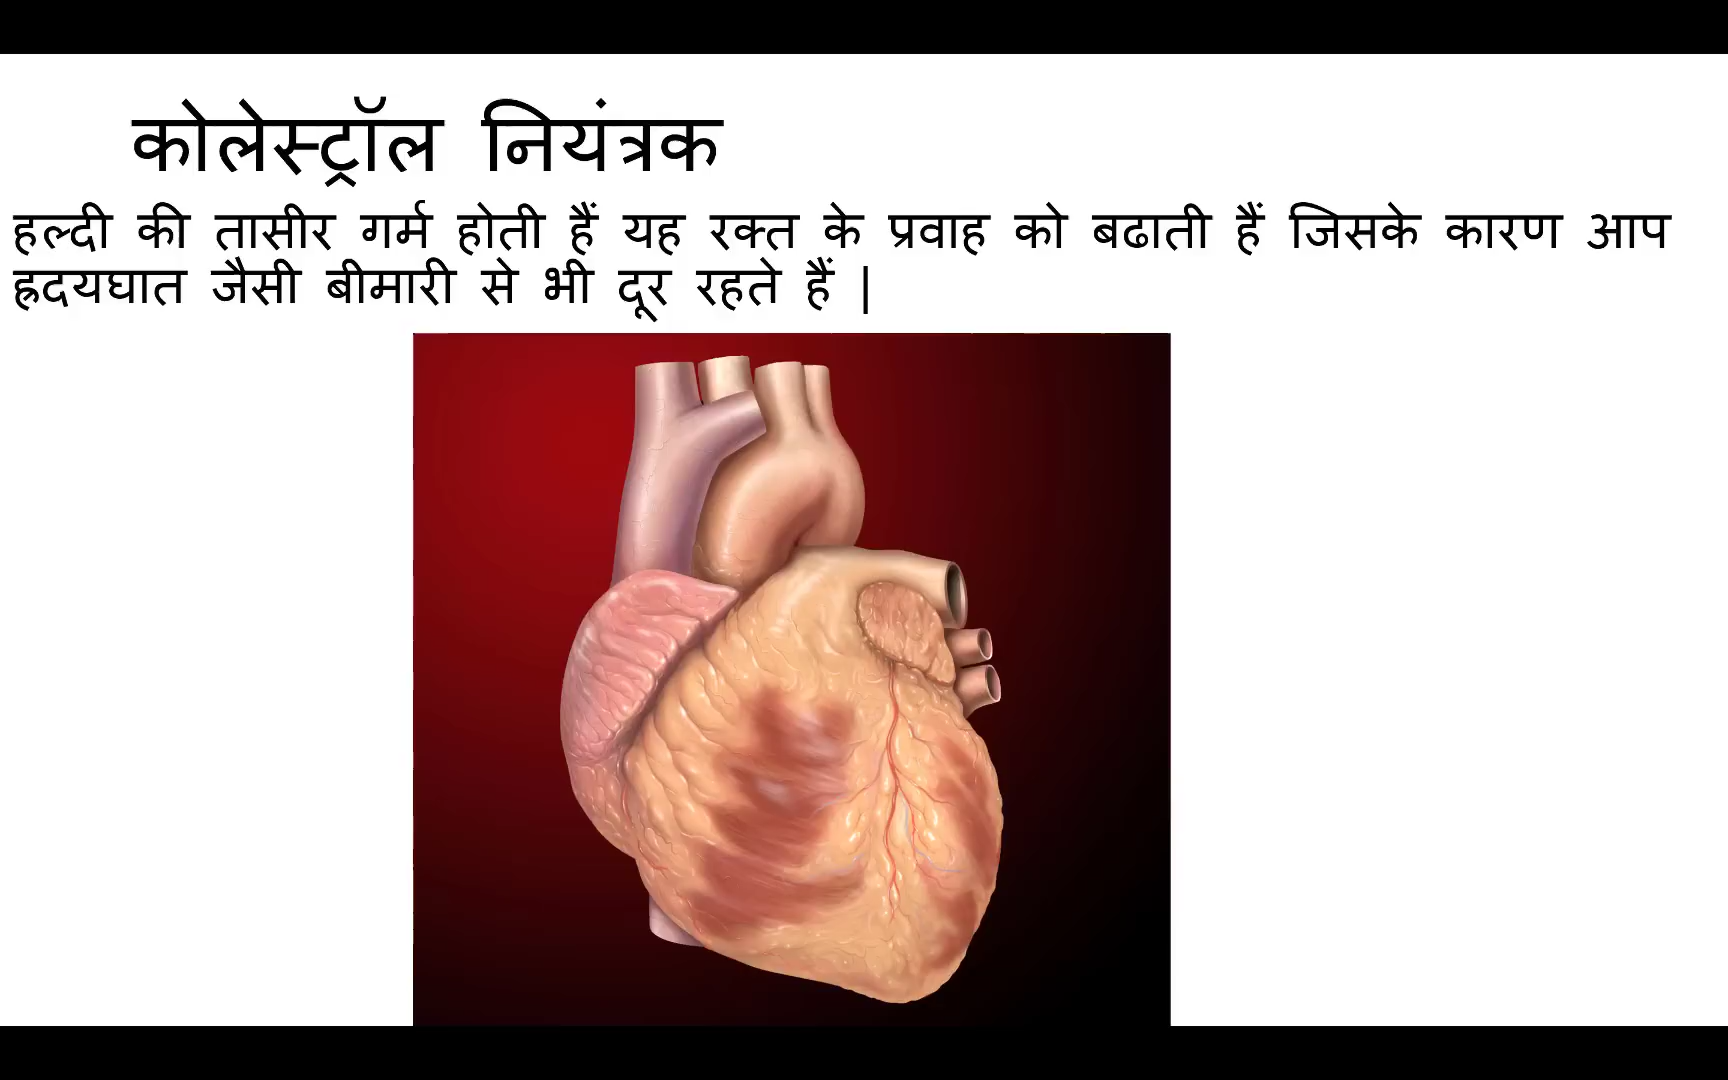 कोलेस्ट्रॉल नियंत्रक
हल्दी की तासीर गर्म होती हैं यह रक्त के प्रवाह को बढाती हैं जिसके कारण आप
ह्रदयघात जैसी बीमारी से भी दूर रहते हैं |